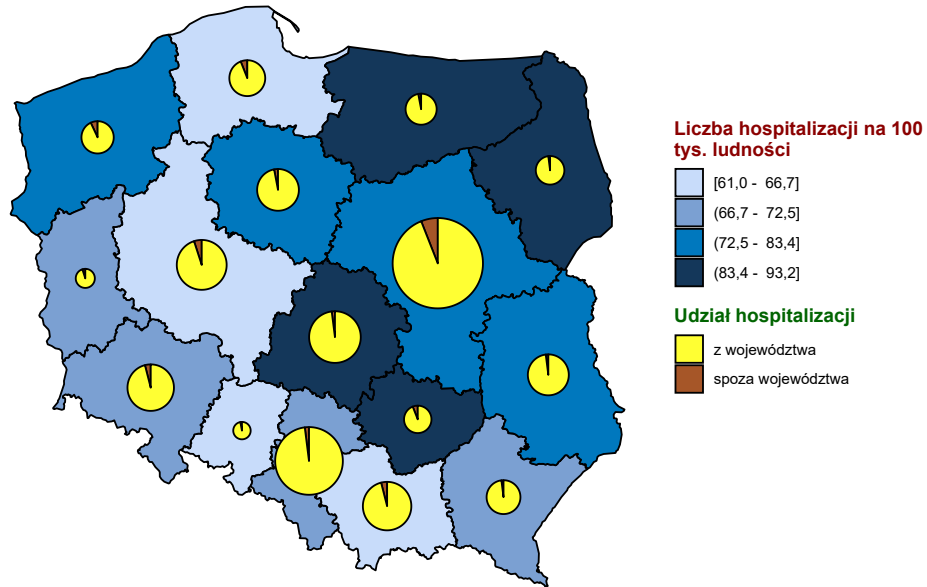 Liczba hospitalizacji na 100
tys. ludności
[61,0 - 66,7]
(66,7 - 72,5]
(72,5 - 83,4]
(83,4 - 93,2]
Udział hospitalizacji
z województwa
spoza województwa